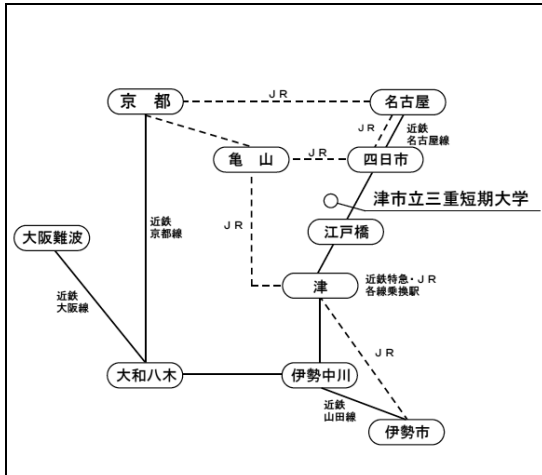 JR
京 都
名古屋
JR
近鉄
名古屋線
亀 山
JR
四日市
津市立三重短期大学
近鉄
京都線
JR
江戸橋
大阪難波
近鉄
大阪線
津
近鉄特急・JR
各線乗換駅
JR
大和八木
伊勢中川
近鉄
山田線
伊勢市